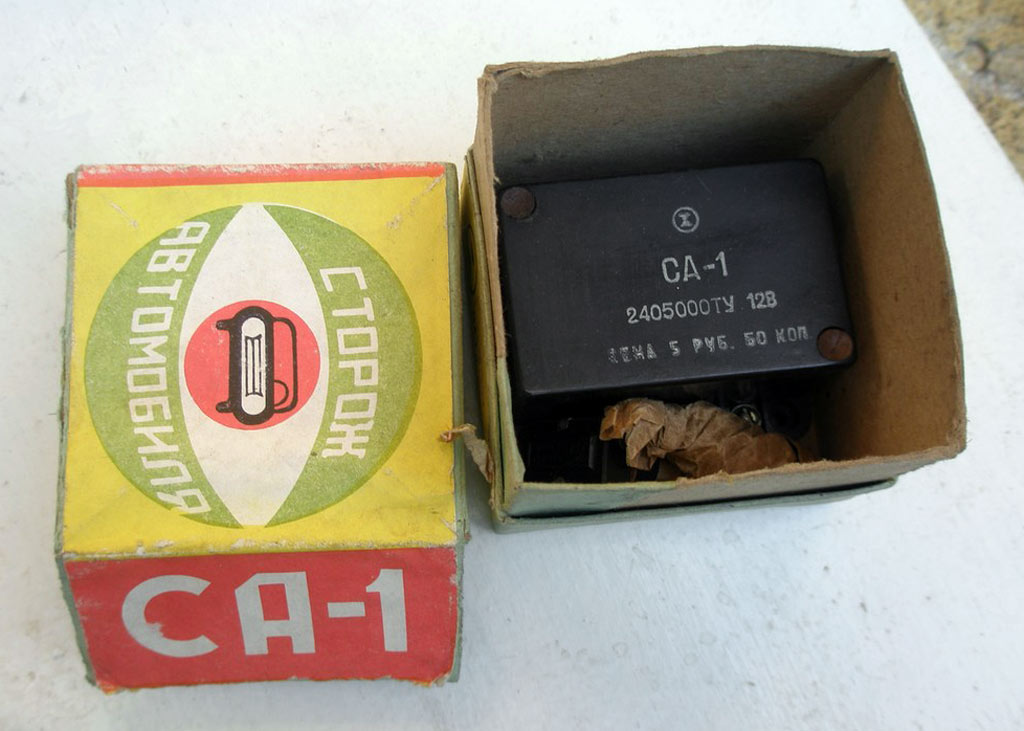 СТОРОЖ
АВТОМОБИЛЯ
СА-1
СА-1
2405000ТУ 12В
ЦЕНА 5 РУБ. 50 КОП.